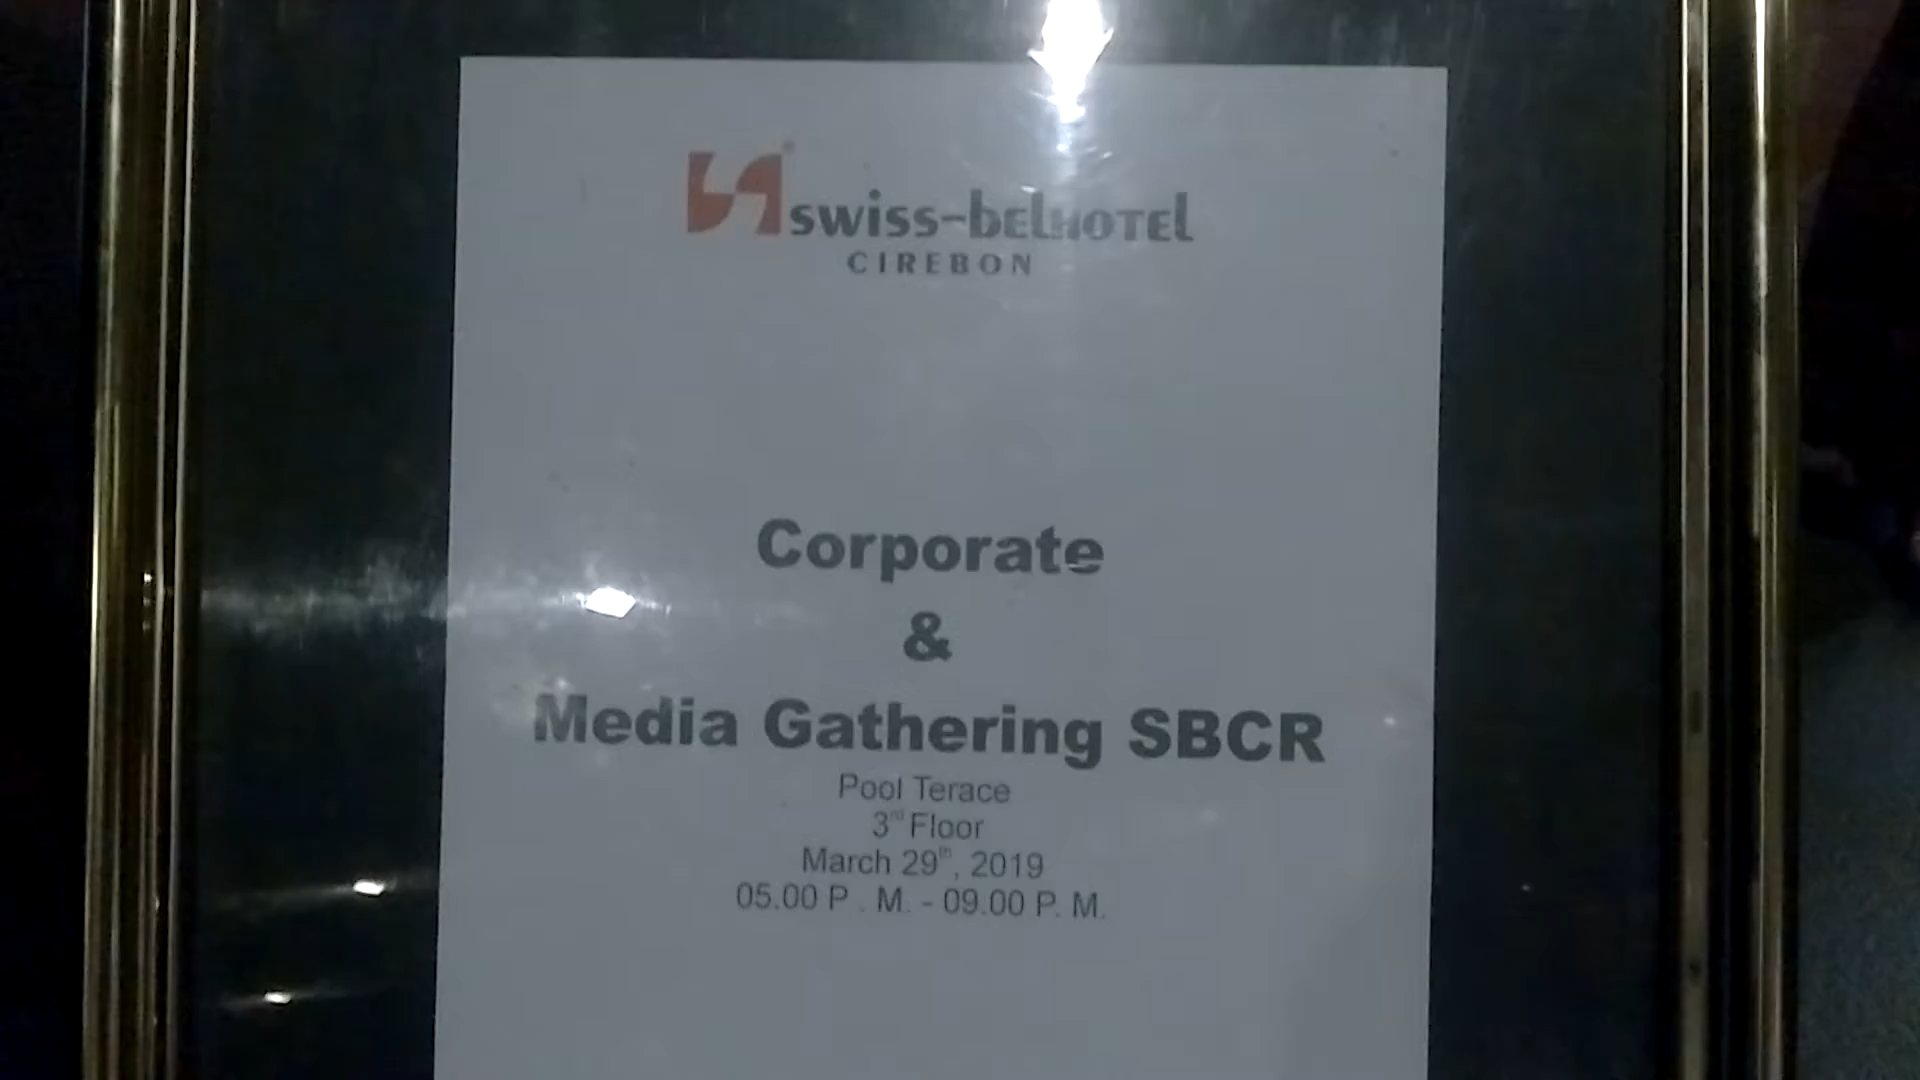 swiss-belHOTEl
CIREBON
Corporate
&
Media Gathering SBCR
Pool Terace
3rd Floor
March 29th, 2019
05.00 P . M. - 09.00 P. M.